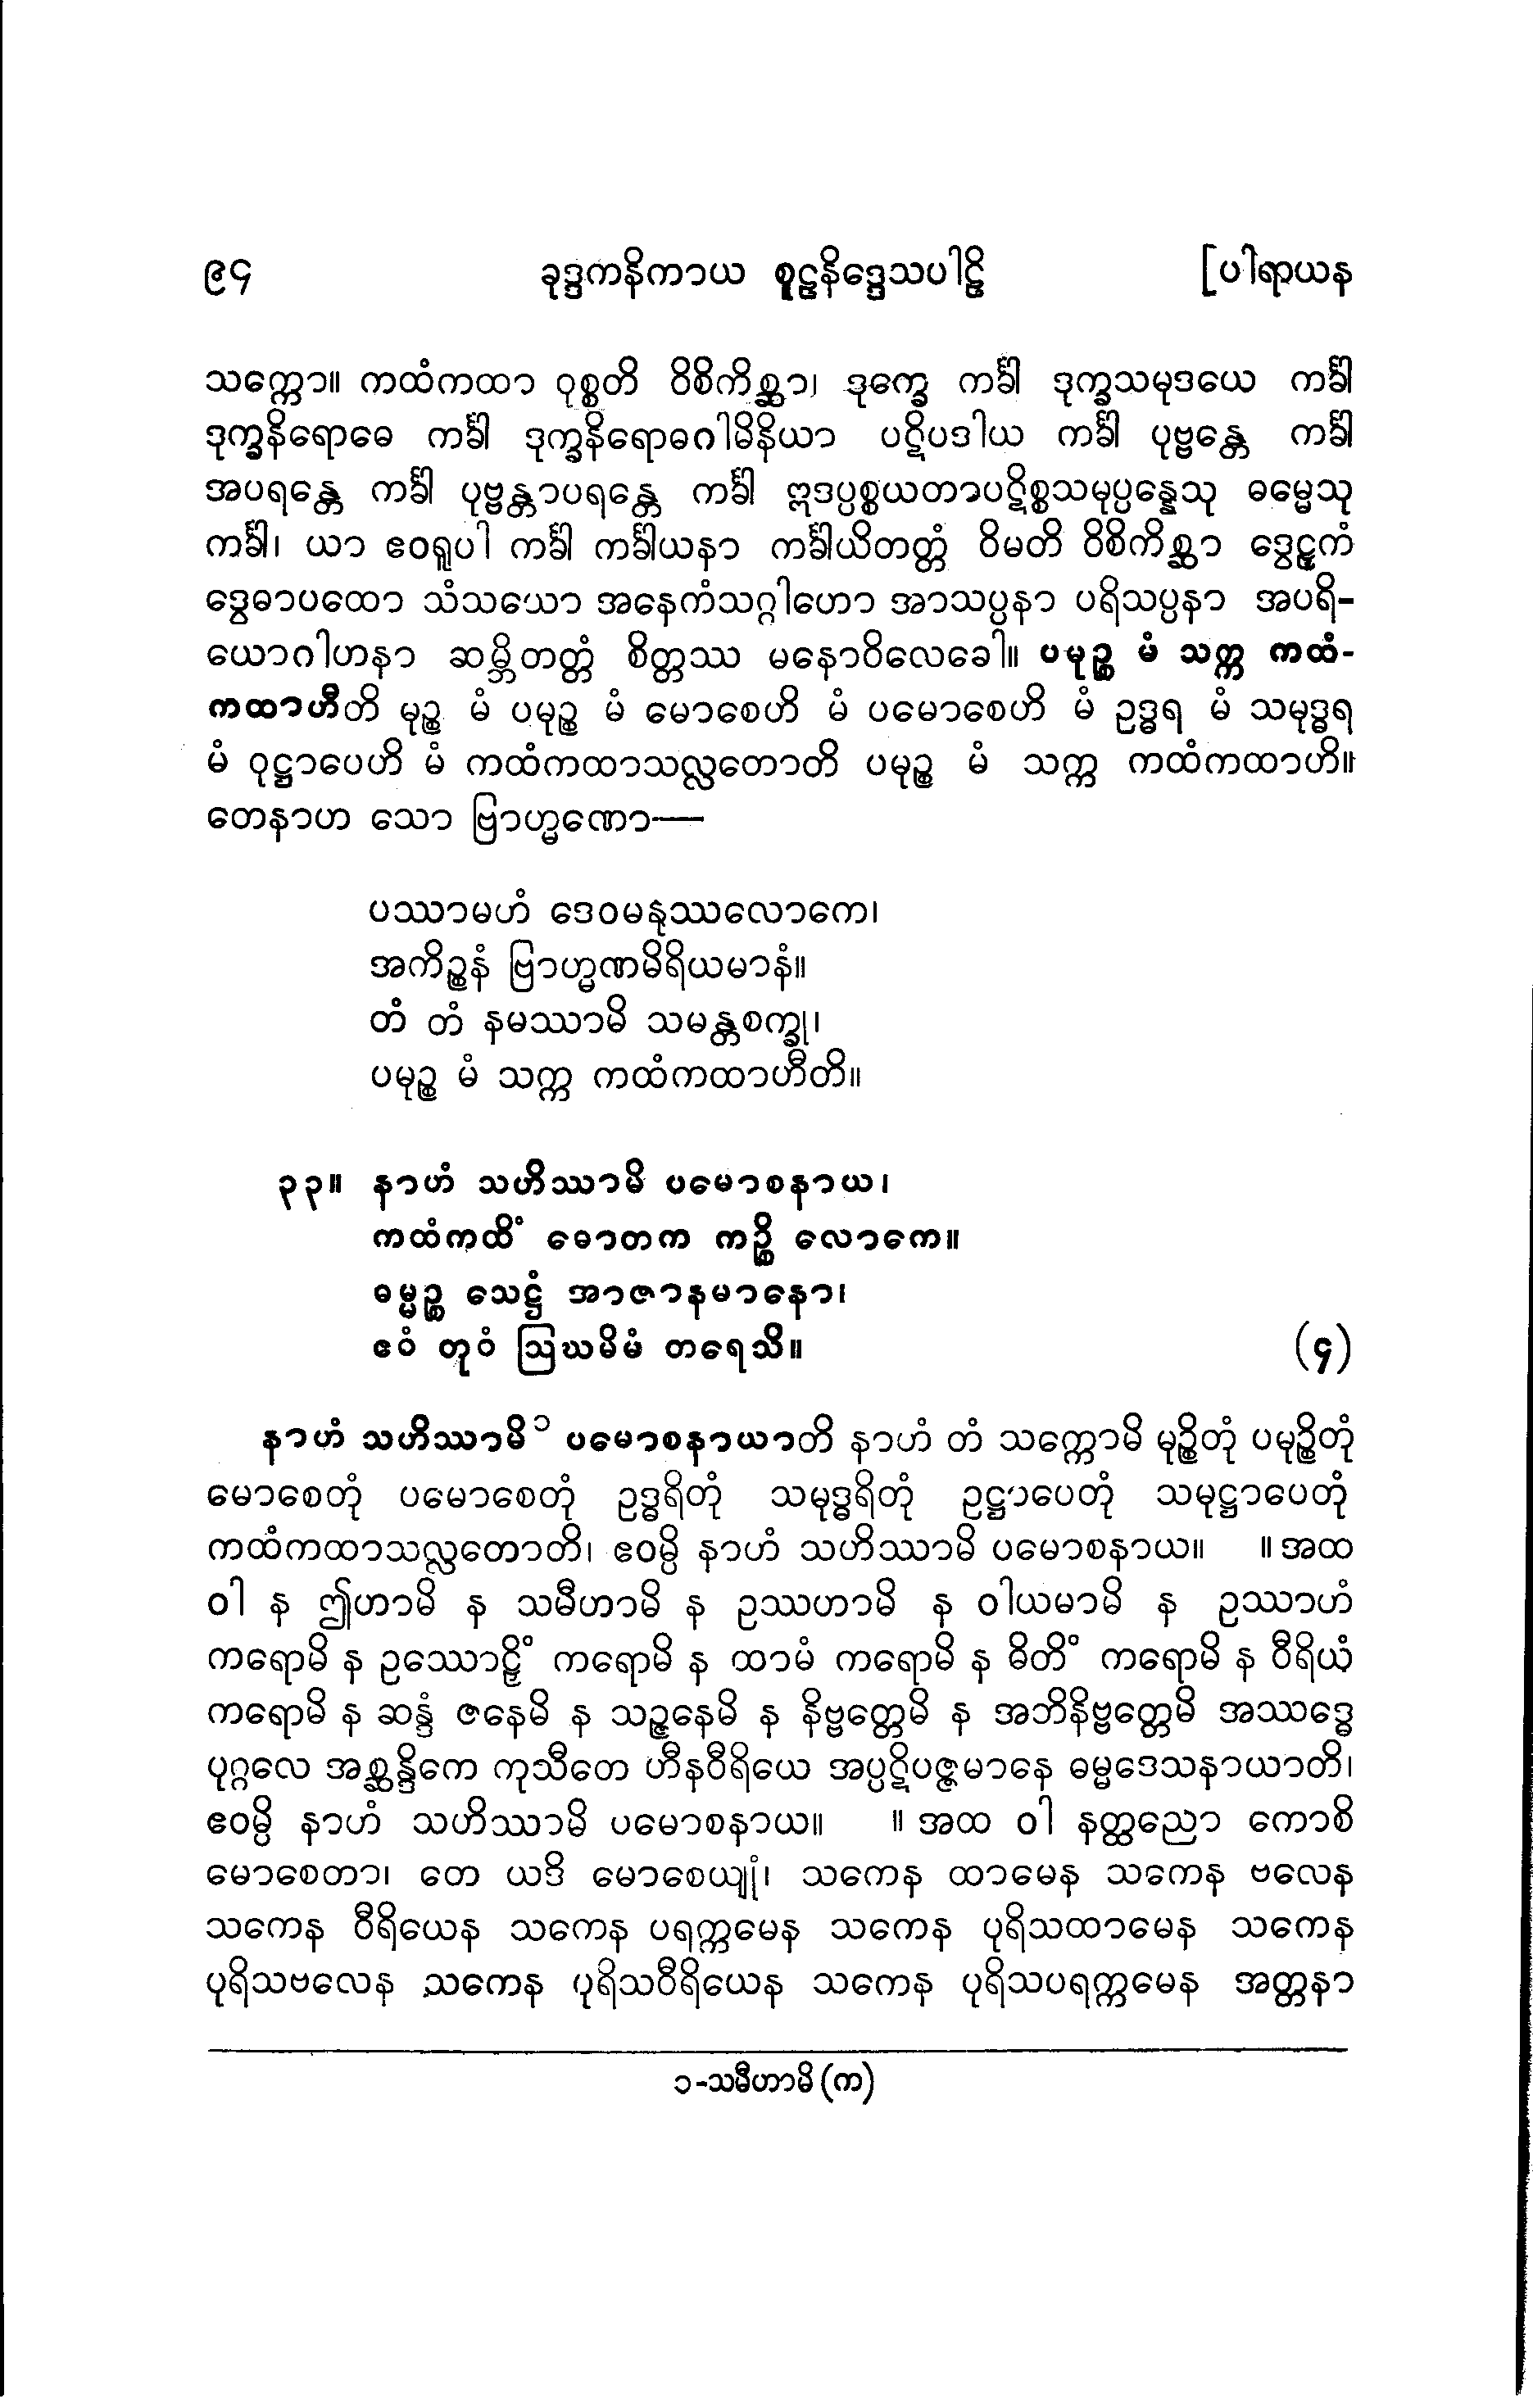 ၉၄ ခုဒ္ဒကနိကာယ စူဠနိဒ္ဒေသပါဠိ [ပါရာယန
သက္ကော။ ကထံကထာ ဝုစ္စတိ ဝိစိကိစ္ဆာ၊ ဒုက္ခေ ကင်္ခါ ဒုက္ခသမုဒယေ ကင်္ခါ
ဒုက္ခနိရောဓေ ကင်္ခါ ဒုက္ခနိရောဓဂါမိနိယာ ပဋိပဒါယ ကင်္ခါ ပုဗ္ဗန္တေ ကင်္ခါ
အပရန္တေ ကင်္ခါ ပုဗ္ဗန္တာပရန္တေ ကင်္ခါ ဣဒပ္ပစ္စယတာပဋိစ္စသမုပ္ပန္နေသု ဓမ္မေသု
ကင်္ခါ၊ ယာ ဧဝရူပါ ကင်္ခါ ကင်္ခါယနာ ကင်္ခါယိတတ္တံ ဝိမတိ ဝိစိကိစ္ဆာ ဒွေဠှကံ
ဒွေဓာပထော သံသယော အနေကံသဂ္ဂါဟော အာသပ္ပနာ ပရိသပ္ပနာ အပရိ-
ယောဂါဟနာ ဆမ္ဘိတတ္တံ စိတ္တဿ မနောဝိလေခေါ။ ပမုဉ္စ မံ သက္က ကထံ-
ကထာဟီတိ မုဉ္စ မံ ပမုဉ္စ မံ မောစေဟိ မံ ပမောစေဟိ မံ ဥဒ္ဓရ မံ သမုဒ္ဓရ
မံ ဝုဋ္ဌာပေဟိ မံ ကထံကထာသလ္လတောတိ ပမုဉ္စ မံ သက္က ကထံကထာဟိ။
တေနာဟ သော ဗြာဟ္မဏော—
ပဿာမဟံ ဒေဝမနုဿလောကေ၊
အကိဉ္စနံ ဗြာဟ္မဏမိရိယမာနံ။
တံ တံ နမဿာမိ သမန္တစက္ခု၊
ပမုဉ္စ မံ သက္က ကထံကထာဟီတိ။
၃၃။ နာဟံ သဟိဿာမိ ပမောစနာယ၊
ကထံကထိံ ဓောတက ကဉ္စိ လောကေ။
ဓမ္မဉ္စ သေဋ္ဌံ အာဇာနမာနော၊
ဧဝံ တုဝံ ဩဃမိမံ တရေသိ။ (၄)
နာဟံ သဟိဿာမိ ၁ ပမောစနာယာတိ နာဟံ တံ သက္ကောမိ မုဉ္စိတုံ ပမုဉ္စိတုံ
မောစေတုံ ပမောစေတုံ ဥဒ္ဓရိတုံ သမုဒ္ဓရိတုံ ဥဋ္ဌာပေတုံ သမုဋ္ဌာပေတုံ
ကထံကထာသလ္လတောတိ၊ ဧဝမ္ပိ နာဟံ သဟိဿာမိ ပမောစနာယ။ ။အထ
ဝါ န ဤဟာမိ န သမီဟာမိ န ဥဿဟာမိ န ဝါယမာမိ န ဥဿာဟံ
ကရောမိ န ဥဿောဠှိံ ကရောမိ န ထာမံ ကရောမိ န ဓိတိံ ကရောမိ န ဝီရိယံ
ကရောမိ န ဆန္ဒံ ဇနေမိ န သဉ္ဇနေမိ န နိဗ္ဗတ္တေမိ န အဘိနိဗ္ဗတ္တေမိ အဿဒ္ဓေ
ပုဂ္ဂလေ အစ္ဆန္ဒိကေ ကုသီတေ ဟီနဝီရိယေ အပ္ပဋိပဇ္ဇမာနေ ဓမ္မဒေသနာယာတိ၊
ဧဝမ္ပိ နာဟံ သဟိဿာမိ ပမောစနာယ။ ။အထ ဝါ နတ္ထညော ကောစိ
မောစေတာ၊ တေ ယဒိ မောစေယျုံ၊ သကေန ထာမေန သကေန ဗလေန
သကေန ဝီရိယေန သကေန ပရက္ကမေန သကေန ပုရိသထာမေန သကေန
ပုရိသဗလေန သကေန ပုရိသဝီရိယေန သကေန ပုရိသပရက္ကမေန အတ္တနာ
၁-သမီဟာမိ (က)